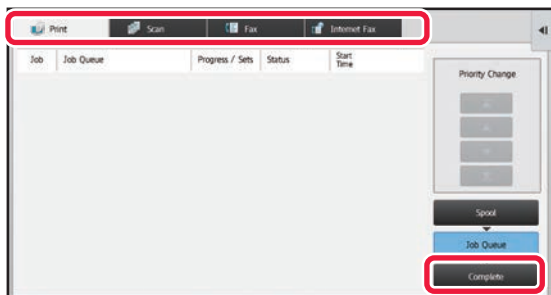 Print Scan Fax Internet Fax
Job Job Queue Progress / Sets Status Start Time
Priority Change
Spool
Job Queue
Complete